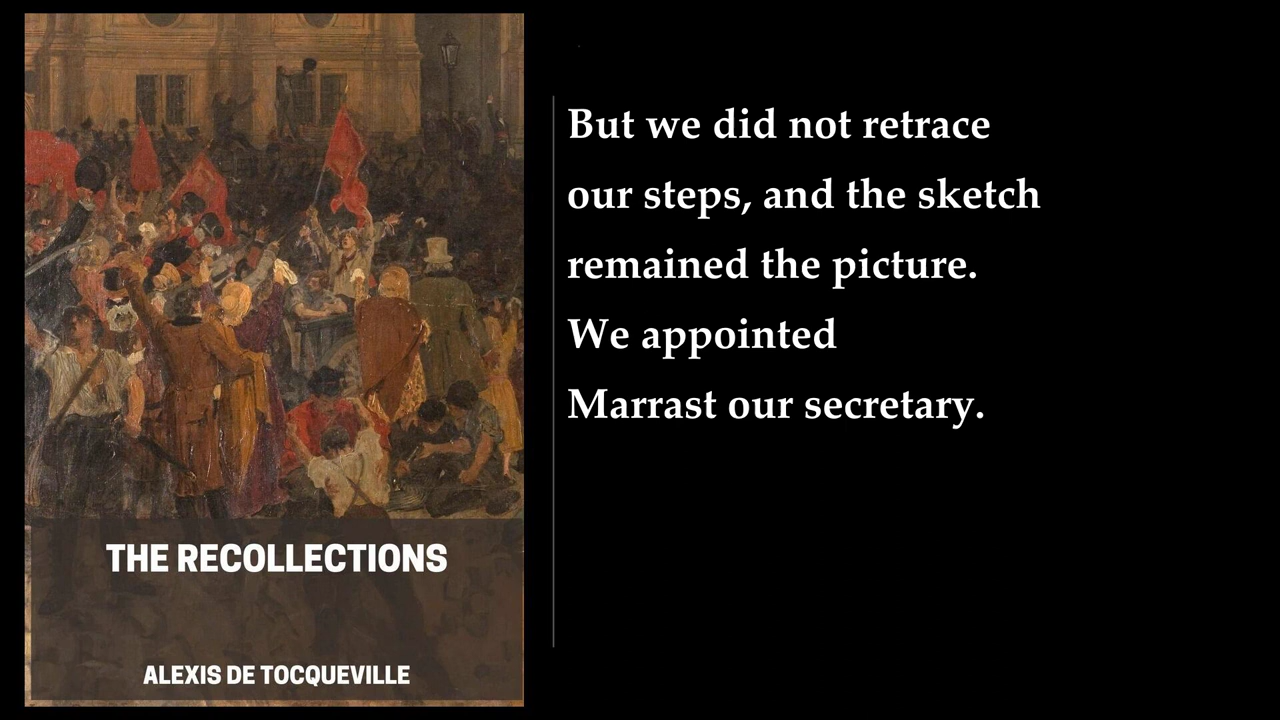 THE RECOLLECTIONS
ALEXIS DE TOCQUEVILLE
But we did not retrace
our steps, and the sketch
remained the picture.
We appointed
Marrast our secretary.